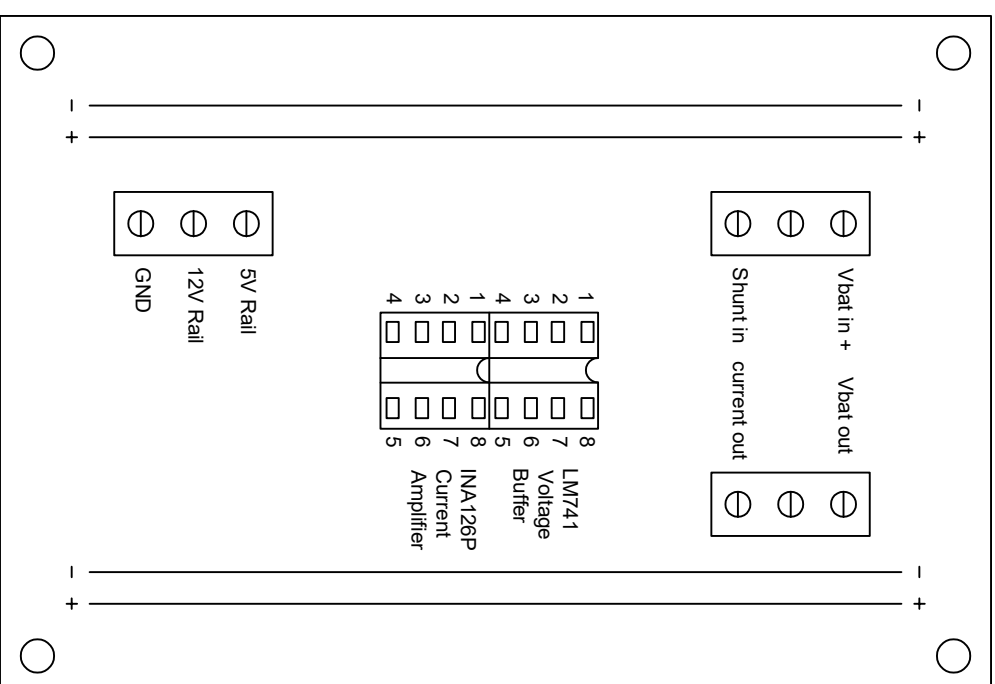 − −
+ +
GND
12V Rail
5V Rail
Shunt in
Vbat in +
current out
Vbat out
4 3 2 1 4 3 2 1
5 6 7 8 5 6 7 8
INA126P
Current
Amplifier
LM741
Voltage
Buffer
− −
+ +